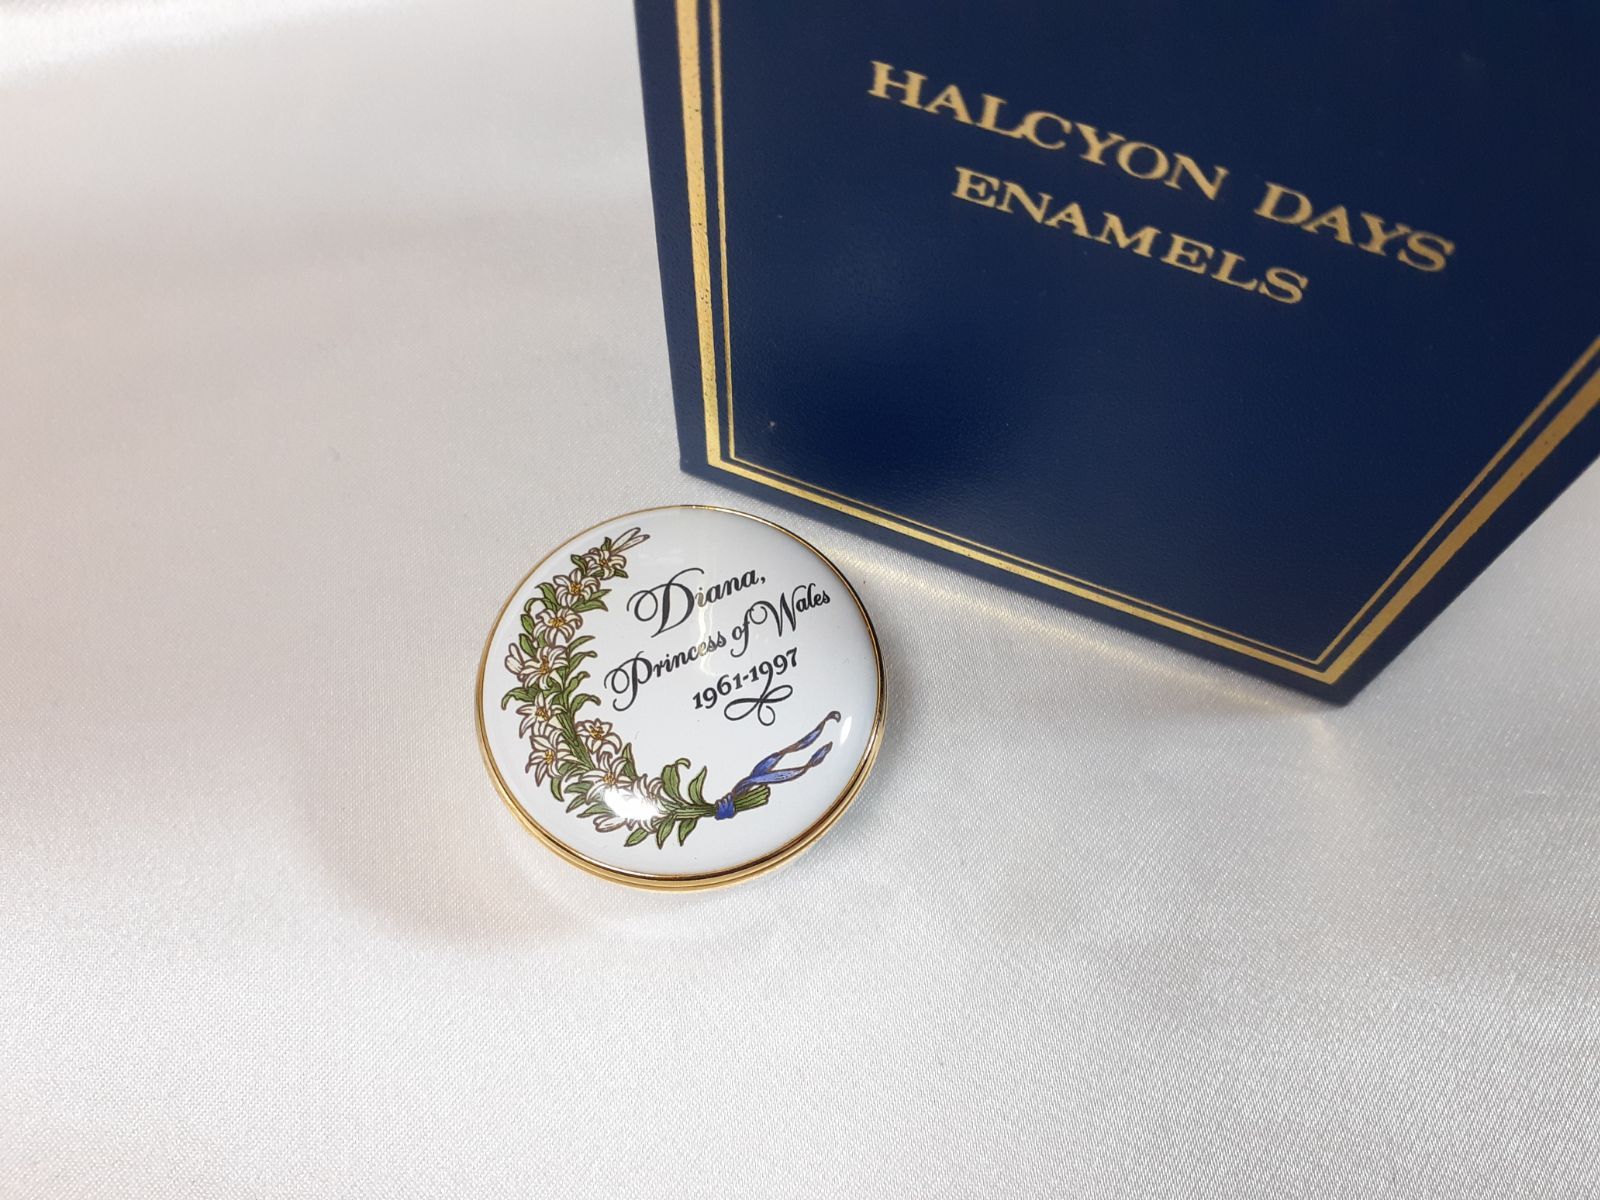 HALCYON DAYS
ENAMELS
Diana,
Princess of Wales
1961-1997